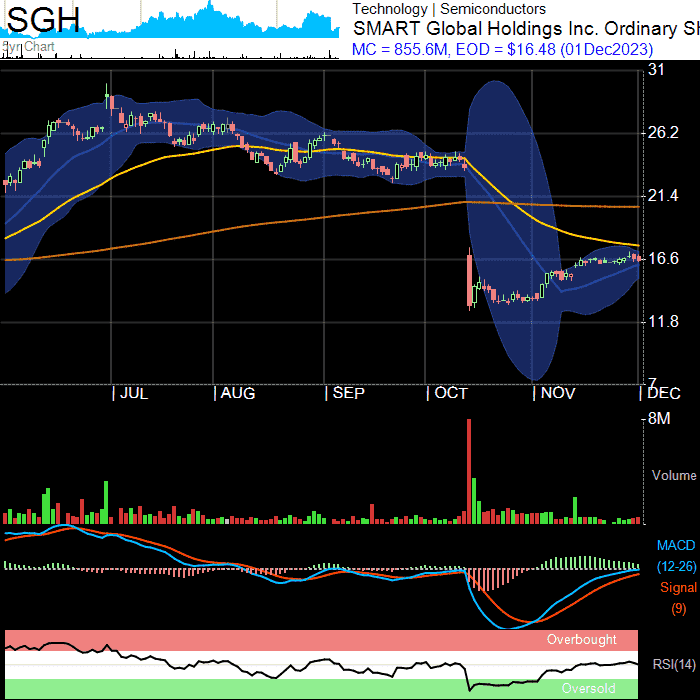 SGH
5yr Chart
Technology | Semiconductors
SMART Global Holdings Inc. Ordinary Sh
MC = 855.6M, EOD = $16.48 (01Dec2023)
31
26.2
21.4
16.6
11.8
7
JUL AUG SEP OCT NOV DEC
8M
Volume
MACD
(12-26)
Signal
(9)
Overbought
RSI(14)
Oversold